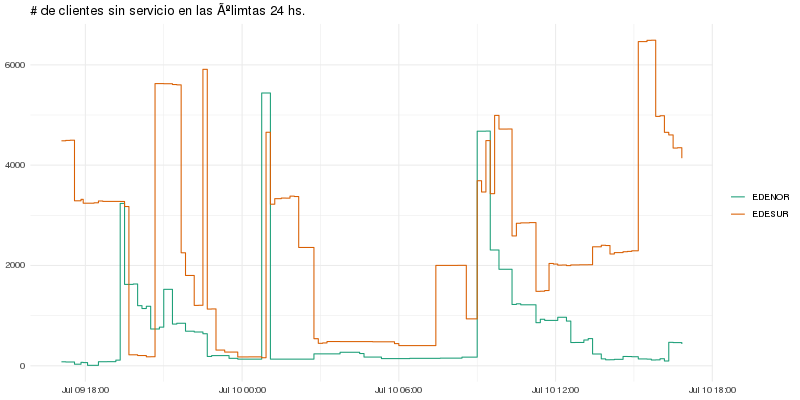 # de clientes sin servicio en las Ãºlimtas 24 hs.
6000
4000
2000
0
Jul 09 18:00
Jul 10 00:00
Jul 10 06:00
Jul 10 12:00
Jul 10 18:00
EDENOR
EDESUR